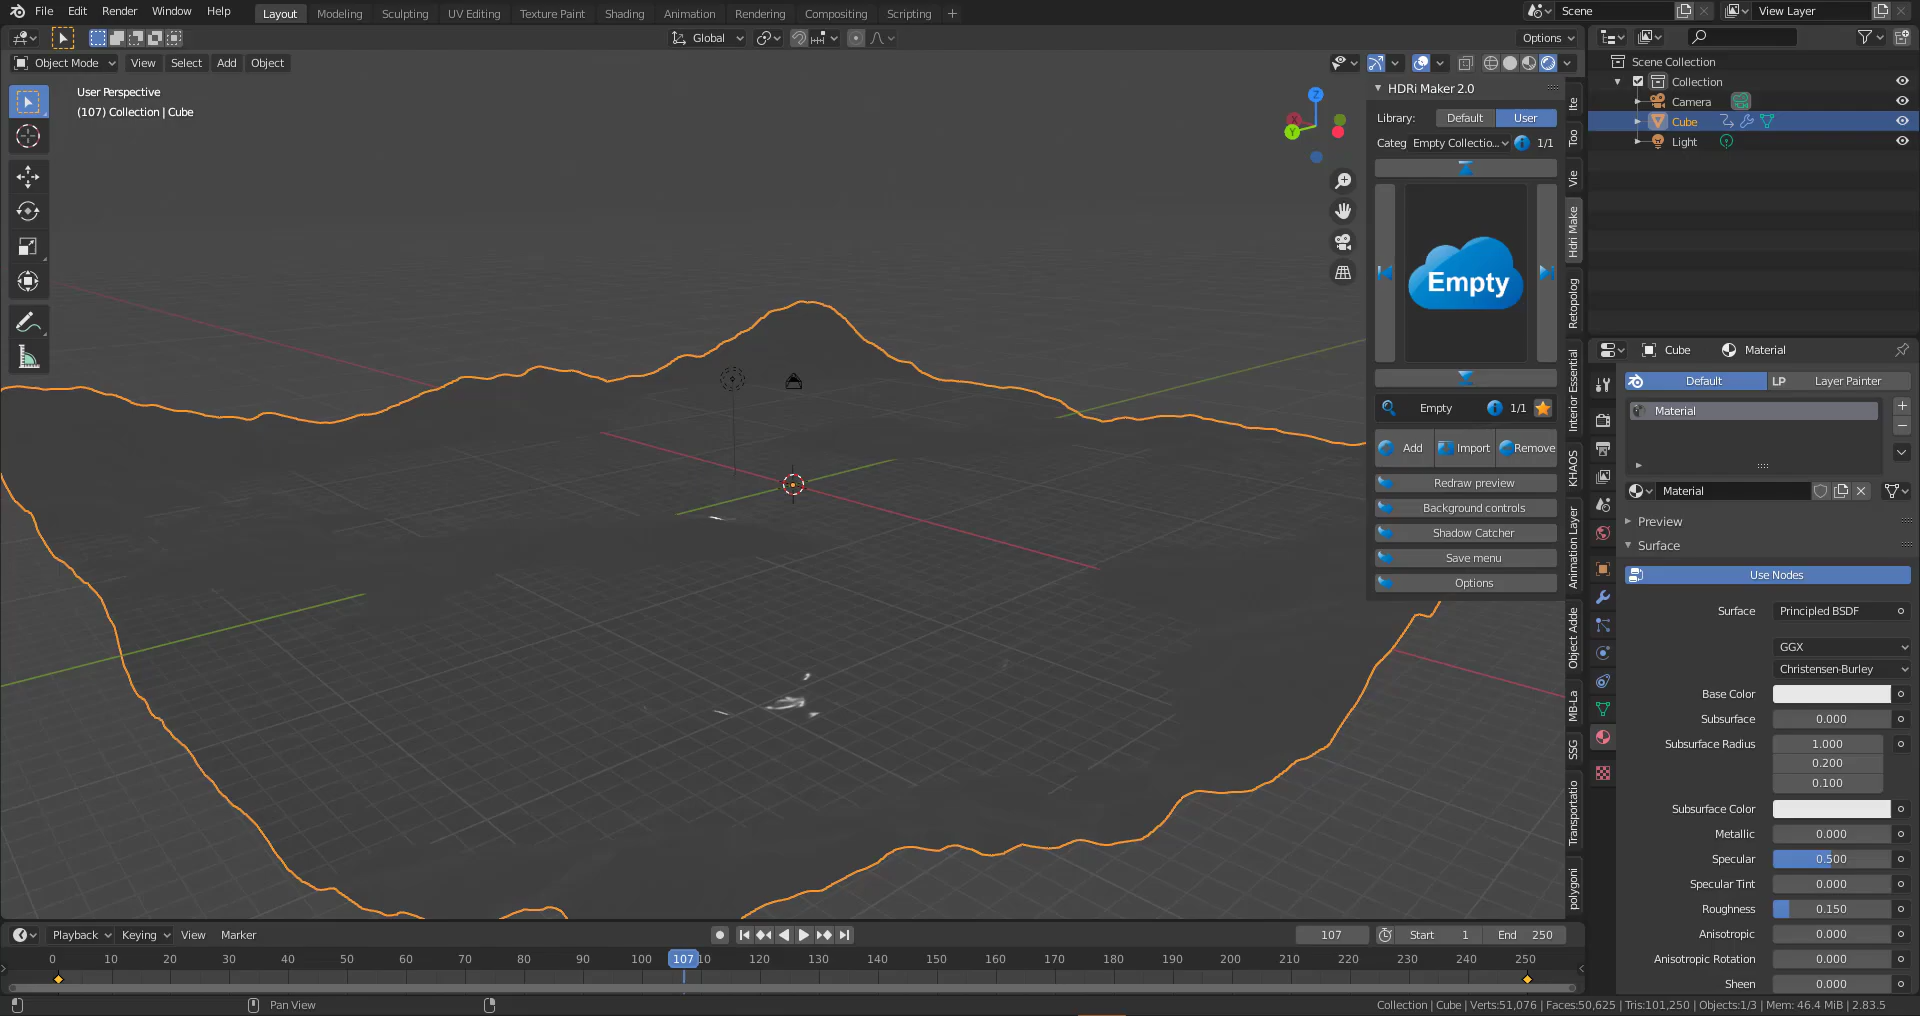 File Edit Render Window Help Layout Modeling Sculpting UV Editing Texture Paint Shading Animation Rendering Compositing Scripting + Scene View Layer
Global Options
Object Mode View Select Add Object
User Perspective
(107) Collection | Cube
Z
Y
HDRi Maker 2.0
Library: Default User
Categ Empty Collectio... 1/1
Empty
Empty 1/1
Add Import Remove
Redraw preview
Background controls
Shadow Catcher
Save menu
Options
Ite
Too
Vie
Hdri Make
Retopolog
Interior Essential
KHAOS
Animation Layer
Object Adde
MB-La
SSG
Transportatio
polygoni
Scene Collection
Collection
Camera
Cube
Light
Cube Material
Default LP Layer Painter
Material
Material
Preview
Surface
Use Nodes
Surface Principled BSDF
GGX
Christensen-Burley
Base Color
Subsurface 0.000
Subsurface Radius 1.000
0.200
0.100
Subsurface Color
Metallic 0.000
Specular 0.500
Specular Tint 0.000
Roughness 0.150
Anisotropic 0.000
Anisotropic Rotation 0.000
Sheen 0.000
Playback Keying View Marker 107 Start 1 End 250
0 10 20 30 40 50 60 70 80 90 100 107 10 120 130 140 150 160 170 180 190 200 210 220 230 240 250
Pan View
Collection | Cube | Verts:51,076 | Faces:50,625 | Tris:101,250 | Objects:1/3 | Mem: 46.4 MiB | 2.83.5